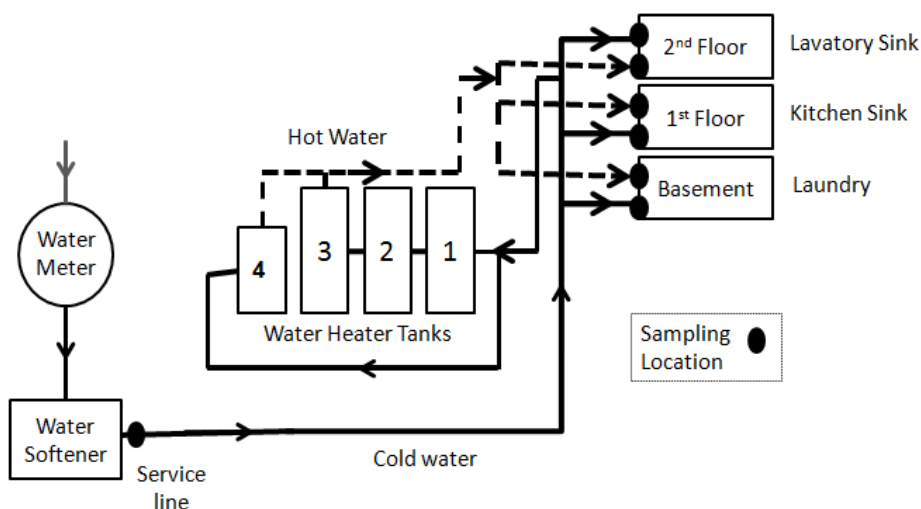 2nd Floor
Lavatory Sink
Hot Water
1st Floor
Kitchen Sink
Basement
Laundry
Water
Meter
4
3
2
1
Water Heater Tanks
Sampling
Location
Water
Softener
Service
line
Cold water